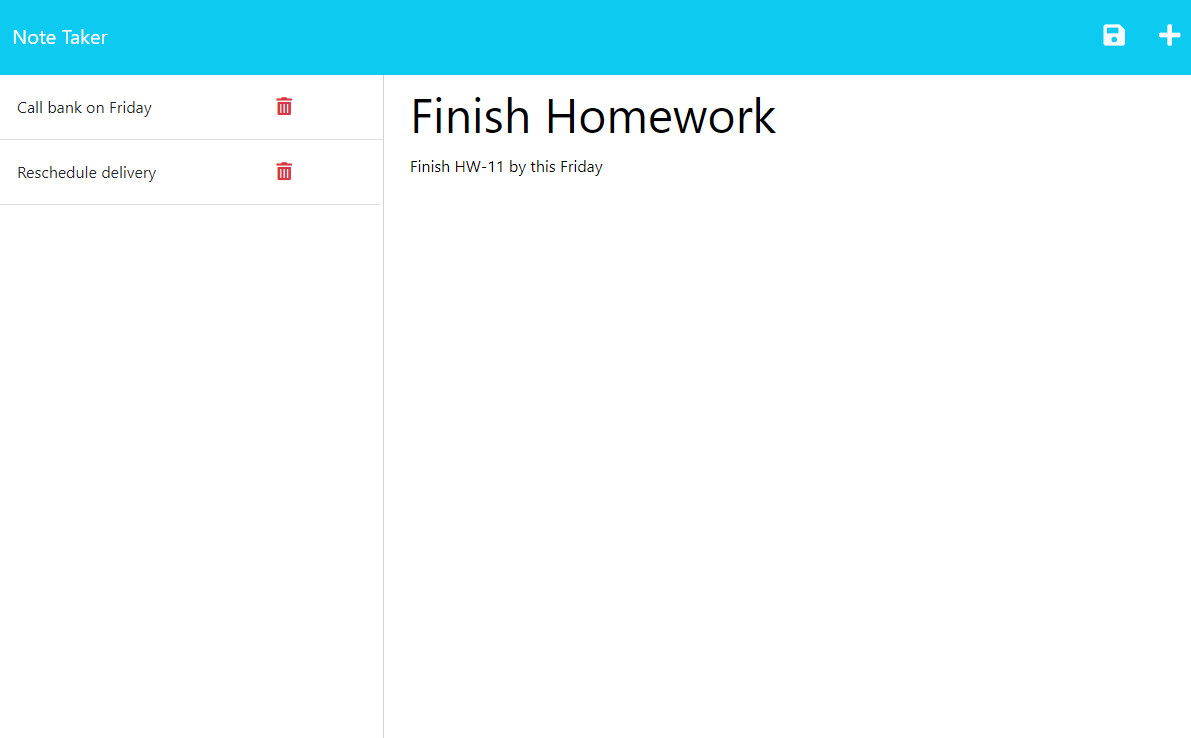 Note Taker
Call bank on Friday
Reschedule delivery
Finish Homework
Finish HW-11 by this Friday